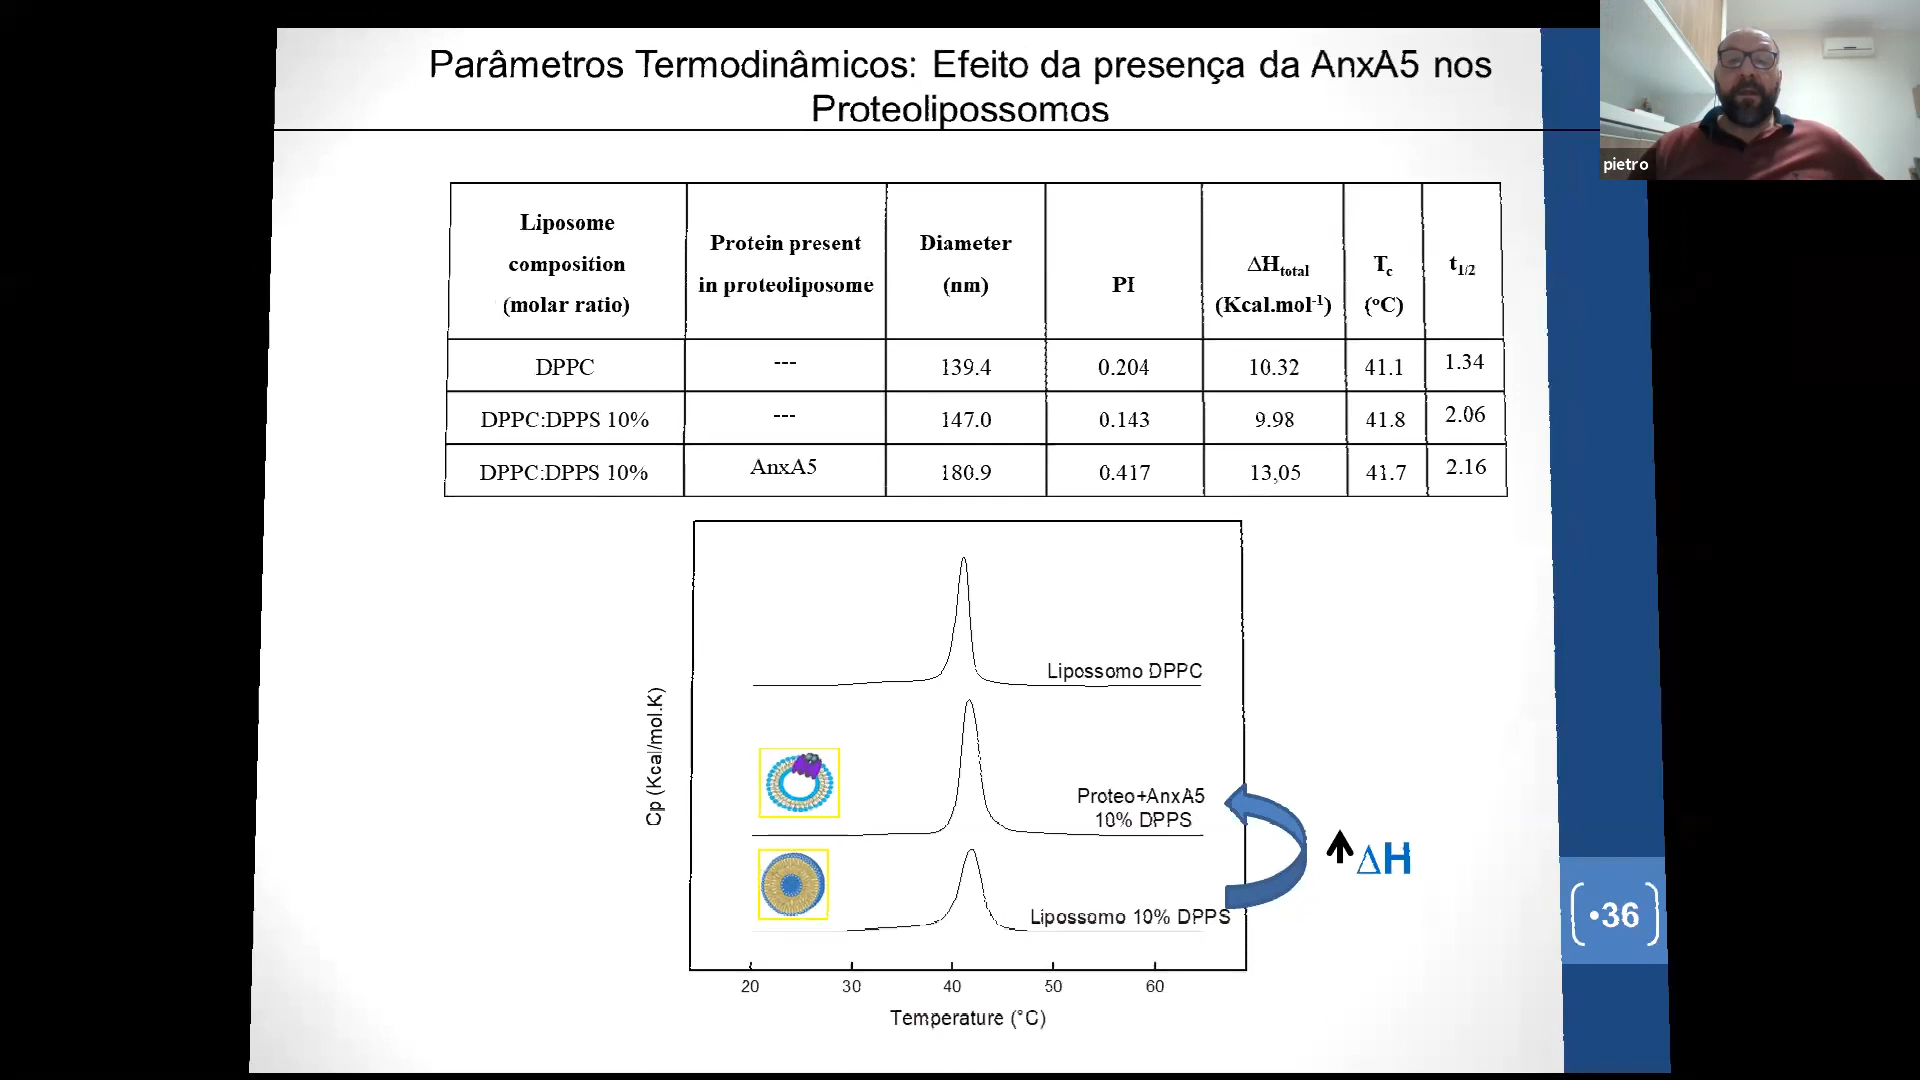 Parâmetros Termodinâmicos: Efeito da presença da AnxA5 nos
Proteolipossomos
pietro
Liposome
composition
(molar ratio)
Protein present
in proteoliposome
Diameter
(nm)
PI
ΔHtotal
(Kcal.mol-1)
Tc
(°C)
t1/2
DPPC --- 139.4 0.204 10.32 41.1 1.34
DPPC:DPPS 10% --- 147.0 0.143 9.98 41.8 2.06
DPPC:DPPS 10% AnxA5 180.9 0.417 13,05 41.7 2.16
Cp (Kcal/mol.K)
Lipossomo DPPC
Proteo+AnxA5
10% DPPS
Lipossomo 10% DPPS
ΔH
•36
20 30 40 50 60
Temperature (°C)